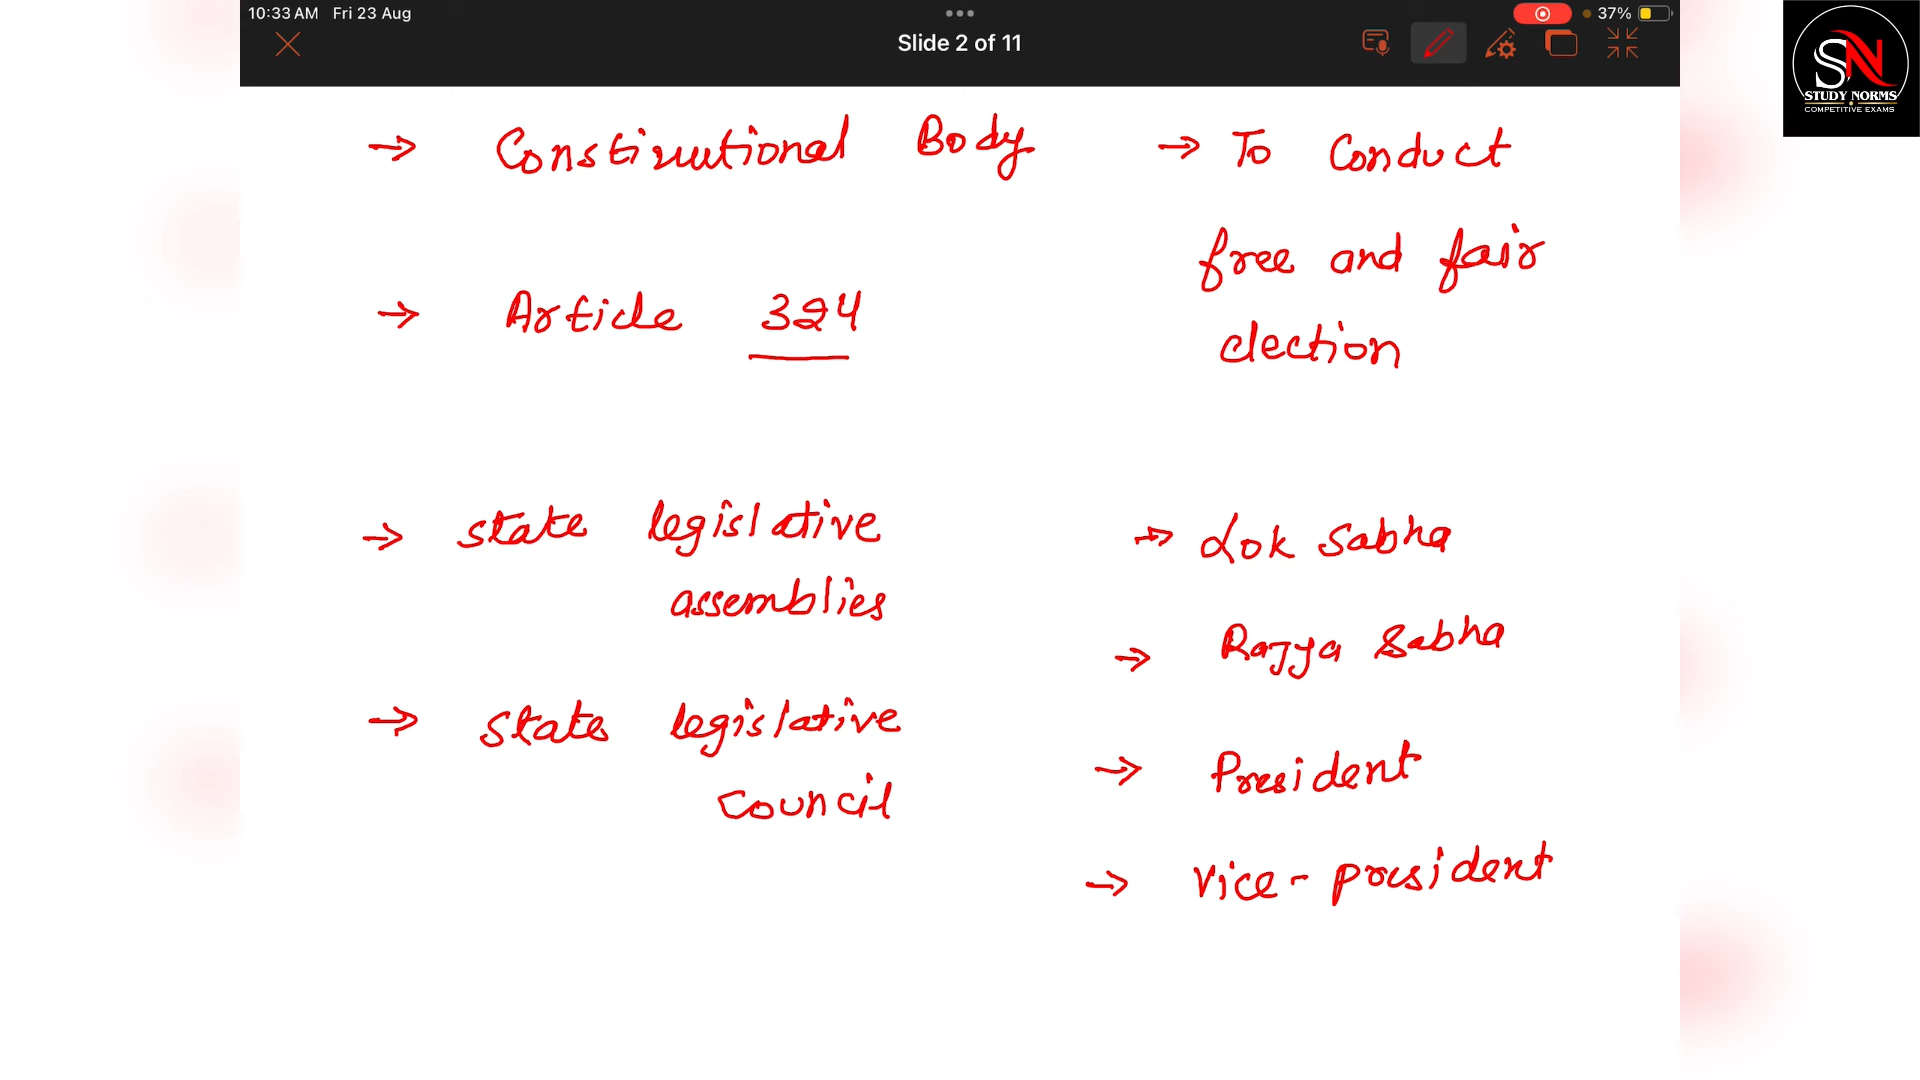 10:33 AM Fri 23 Aug
37%
Slide 2 of 11
SN
STUDY NORMS
COMPETITIVE EXAMS
→ Constitutional Body
→ Article 324
→ To Conduct
free and fair
election
→ state legislative
assemblies
→ state legislative
council
→ Lok Sabha
→ Rajya Sabha
→ President
→ Vice-president